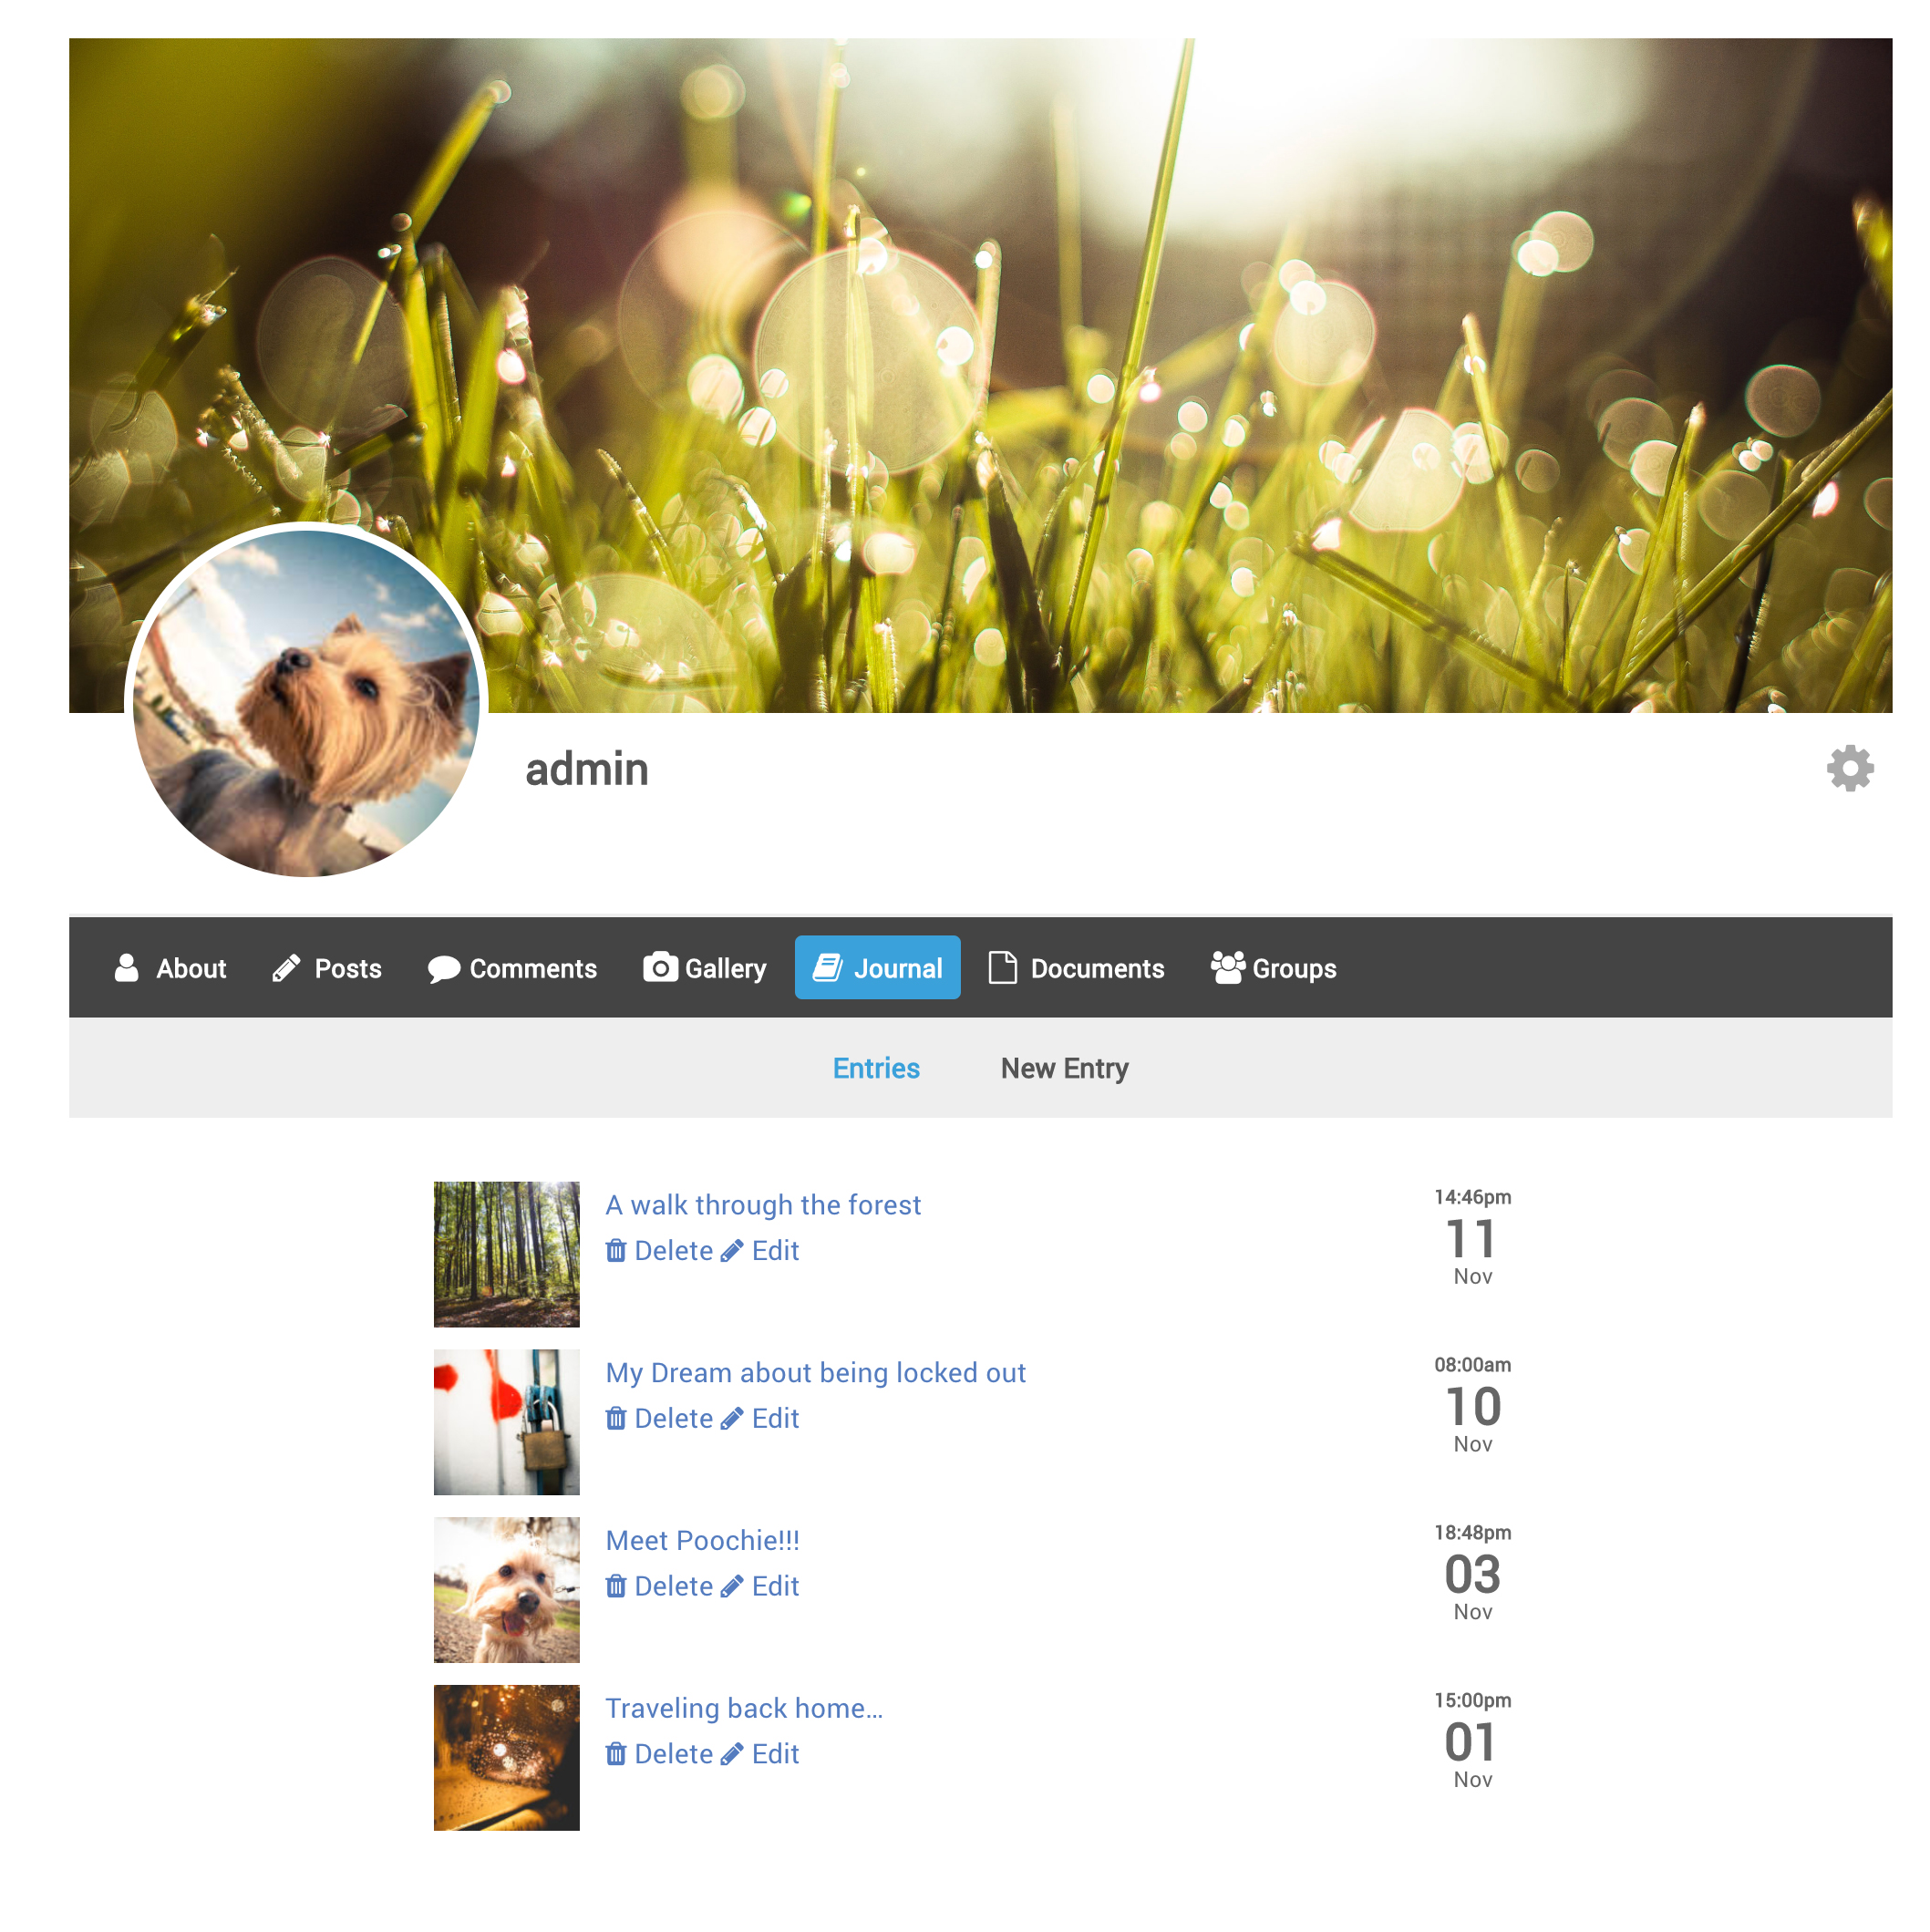 admin
About Posts Comments Gallery Journal Documents Groups
Entries New Entry
A walk through the forest
Delete Edit
14:46pm
11
Nov
My Dream about being locked out
Delete Edit
08:00am
10
Nov
Meet Poochie!!!
Delete Edit
18:48pm
03
Nov
Traveling back home...
Delete Edit
15:00pm
01
Nov